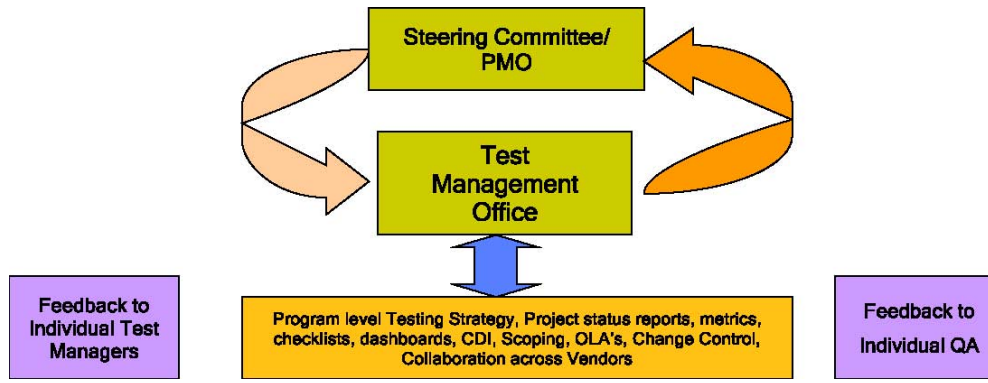 Steering Committee/
PMO
Test
Management
Office
Feedback to
Individual Test
Managers
Program level Testing Strategy, Project status reports, metrics,
checklists, dashboards, CDI, Scoping, OLA's, Change Control,
Collaboration across Vendors
Feedback to
Individual QA